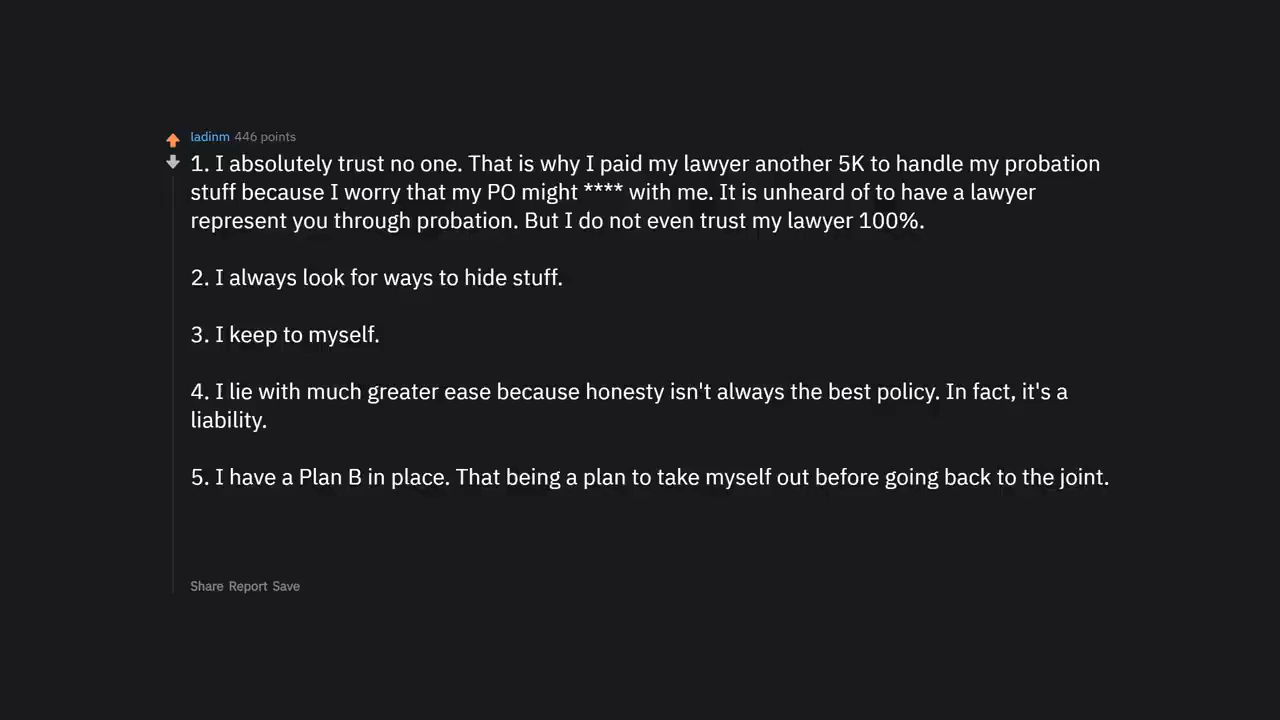 ladinm 446 points
1. I absolutely trust no one. That is why I paid my lawyer another 5K to handle my probation
stuff because I worry that my PO might **** with me. It is unheard of to have a lawyer
represent you through probation. But I do not even trust my lawyer 100%.
2. I always look for ways to hide stuff.
3. I keep to myself.
4. I lie with much greater ease because honesty isn't always the best policy. In fact, it's a
liability.
5. I have a Plan B in place. That being a plan to take myself out before going back to the joint.
Share Report Save